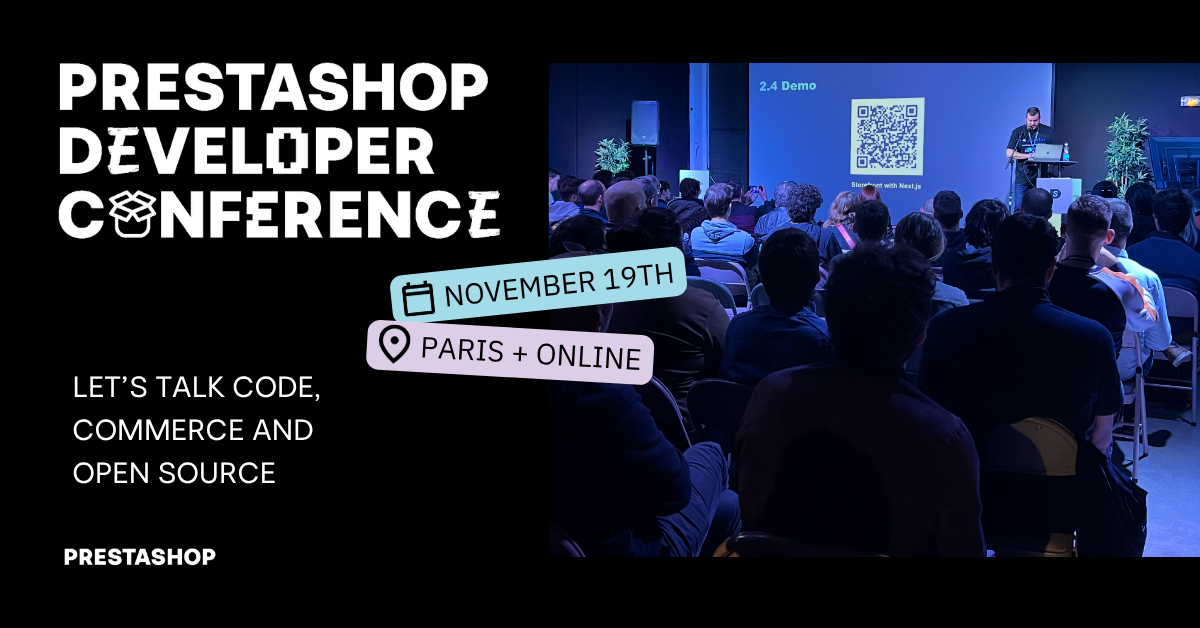 PRESTASHOP
DEVELOPER
CONFERENCE
NOVEMBER 19TH
PARIS + ONLINE
LET’S TALK CODE,
COMMERCE AND
OPEN SOURCE
PRESTASHOP
2.4 Demo
Storefront with Next.js